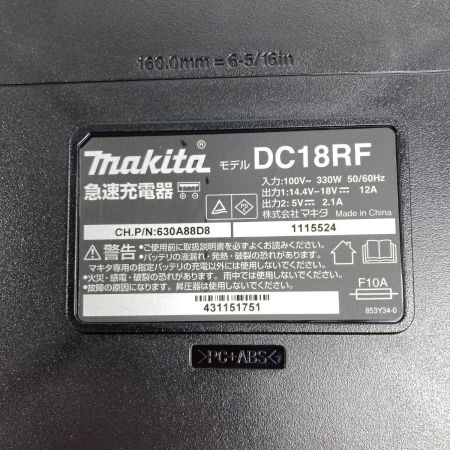 160.0mm = 6-5/16in
makita® モデル DC18RF
急速充電器
入力:100V~ 330W 50/60Hz
出力1:14.4V⎓18V 12A
出力2:5V⎓ 2.1A
株式会社マキタ Made in China
CH.P/N:630A88D8 1115524
警告 •ご使用前に取扱説明書を必ずよくお読みください。
•バッテリの液漏れ・発熱・破裂の恐れがあります。
マキタ専用の指定バッテリの充電以外には使用しないでください。
•火災・感電・破裂の恐れあり。雨中では使用しないでください。
•故障の原因になります。昇圧器は使用しないでください。
F10A
431151751
853Y34-0
>PC+ABS<